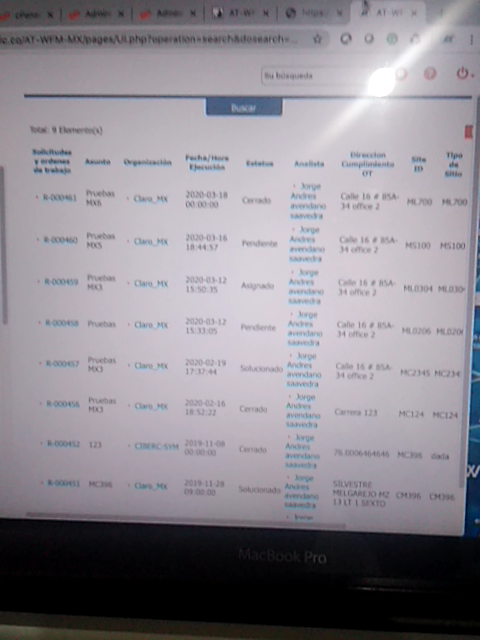 AT-WF
https:
AT-WF
co/AT-WFM-MX/pages/UI.php?operation=search&dosearch=...
Su búsqueda
Buscar
Total: 9 Elemento(s)
Solicitudes y ordenes de trabajo Asunto Organización Fecha/Hora Ejecución Estatus Analista Direccion Cumplimiento OT Site ID Tipo de Sitio
R-000461 Pruebas MX6 Claro_MX 2020-03-18 00:00:00 Cerrado Jorge Andres avendano saavedra Calle 16 # 85A-34 office 2 ML700 ML700
R-000460 Pruebas MX5 Claro_MX 2020-03-16 18:44:57 Pendiente Jorge Andres avendano saavedra Calle 16 # 85A-34 office 2 MS100 MS100
R-000459 Pruebas MX3 Claro_MX 2020-03-12 15:50:35 Asignado Jorge Andres avendano saavedra Calle 16 # 85A-34 office 2 ML0304 ML030
R-000458 Pruebas Claro_MX 2020-03-12 15:33:05 Pendiente Jorge Andres avendano saavedra Calle 16 # 85A-34 office 2 ML0206 ML020
R-000457 Pruebas MX3 Claro_MX 2020-02-19 17:37:44 Solucionado Jorge Andres avendano saavedra Calle 16 # 85A-34 office 2 MC2345 MC234
R-000456 Pruebas MX3 Claro_MX 2020-02-16 18:52:22 Cerrado Jorge Andres avendano saavedra Carrera 123 MC124 MC124
R-000452 123 2019-11-08 00:00:00 Cerrado Jorge Andres avendano saavedra 76.0006464646 MC396
R-000451 MC396 Claro_MX 2019-11-28 09:00:00 Solucionado Jorge Andres avendano saavedra SILVESTRE MELGAREJO MZ 13 LT 1 SEXTO CM396 CM396
Jorge
MacBook Pro